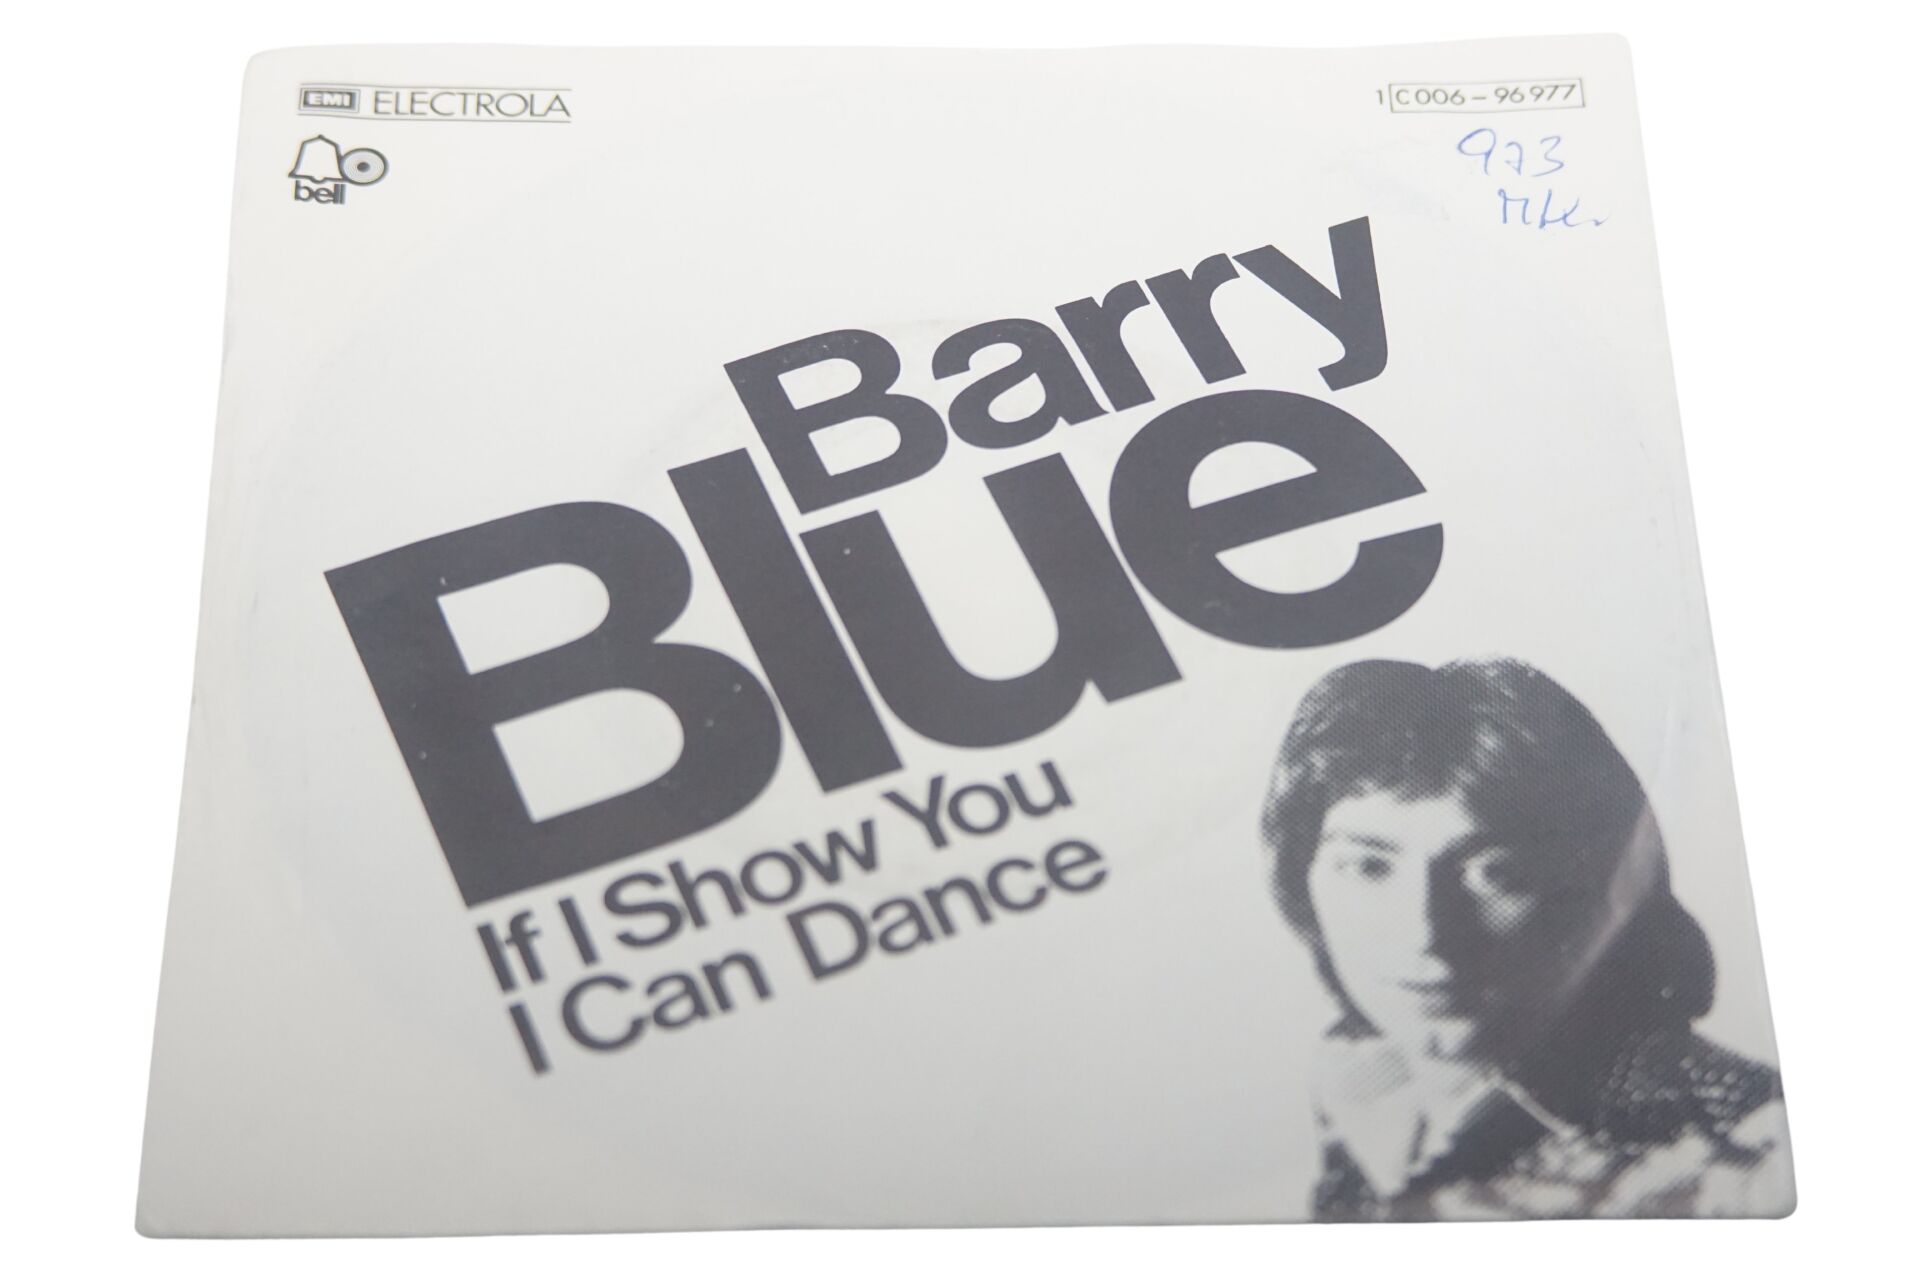 EMI ELECTROLA
1 C 006-96 977
bell
973
Barry
Blue
If I Show You
I Can Dance